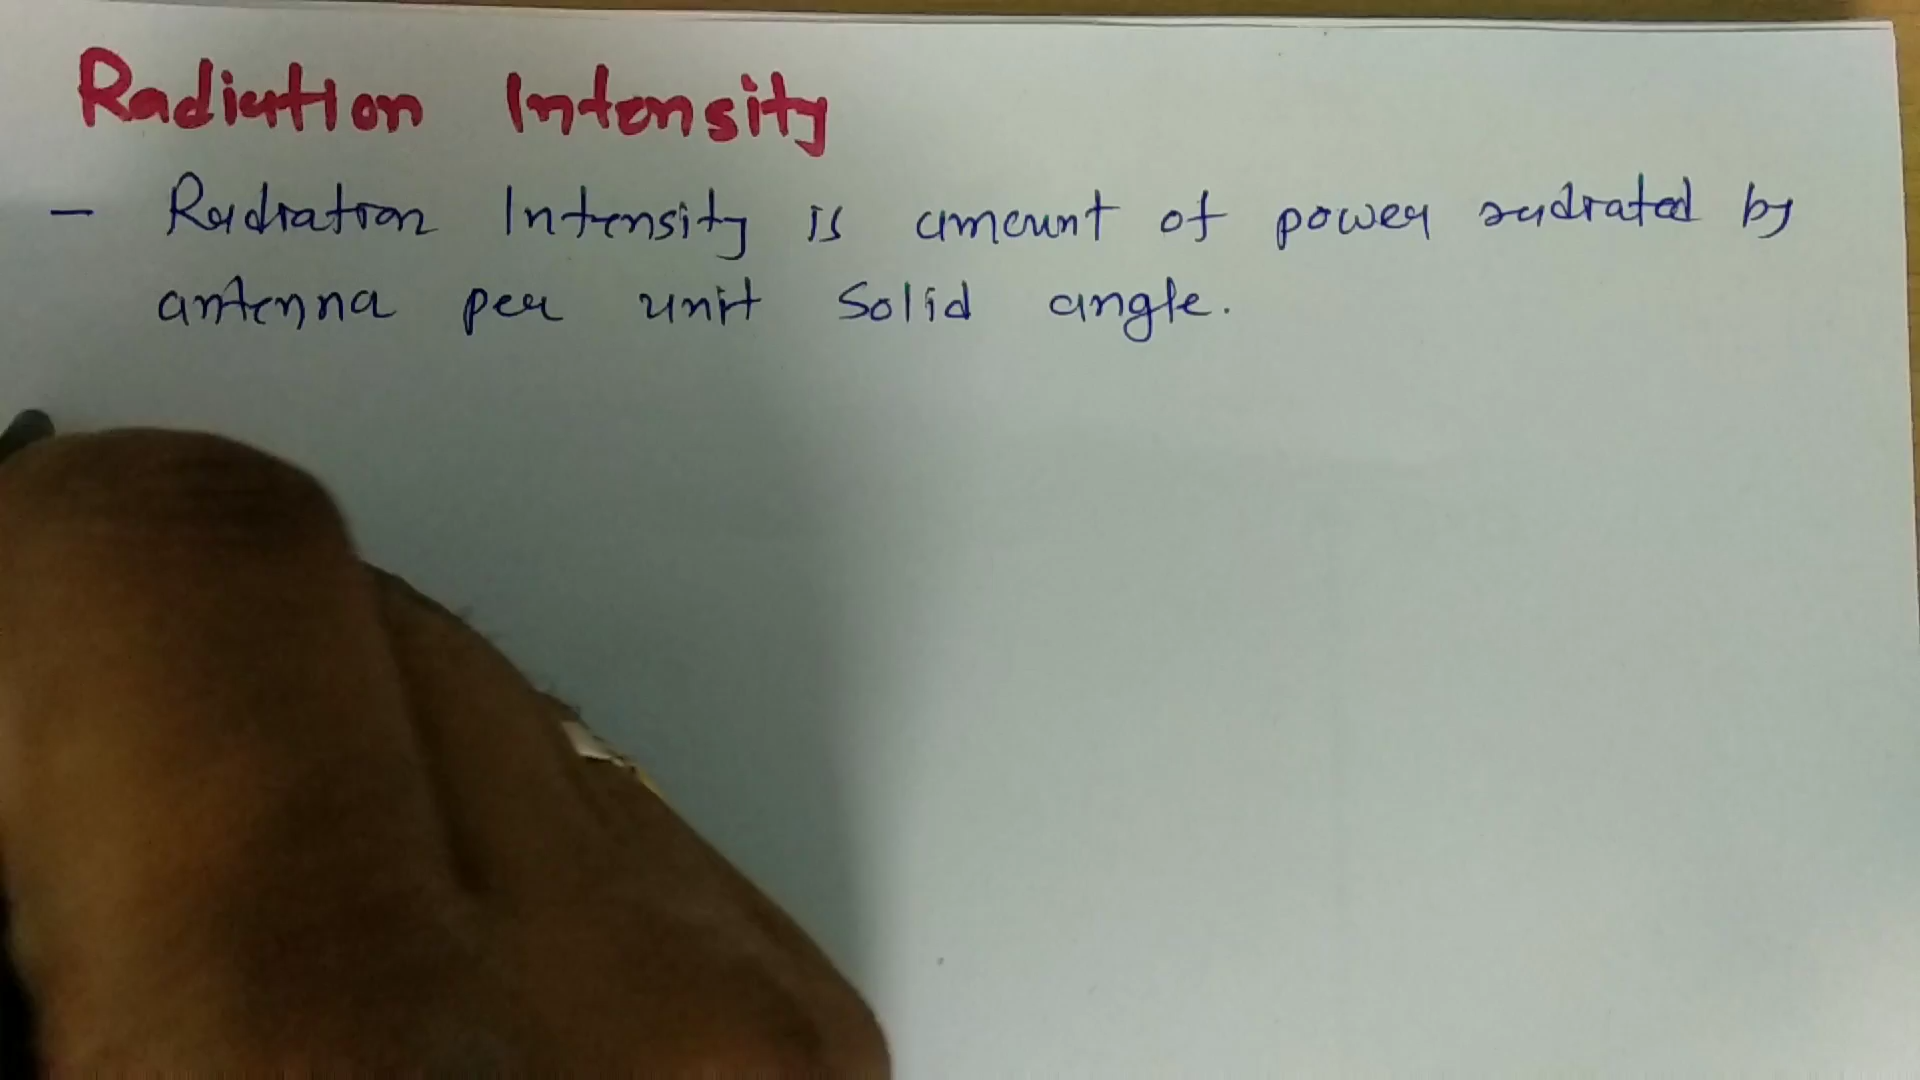 Radiation Intensity
- Radiation Intensity is amount of power radiated by
antenna per unit solid angle.